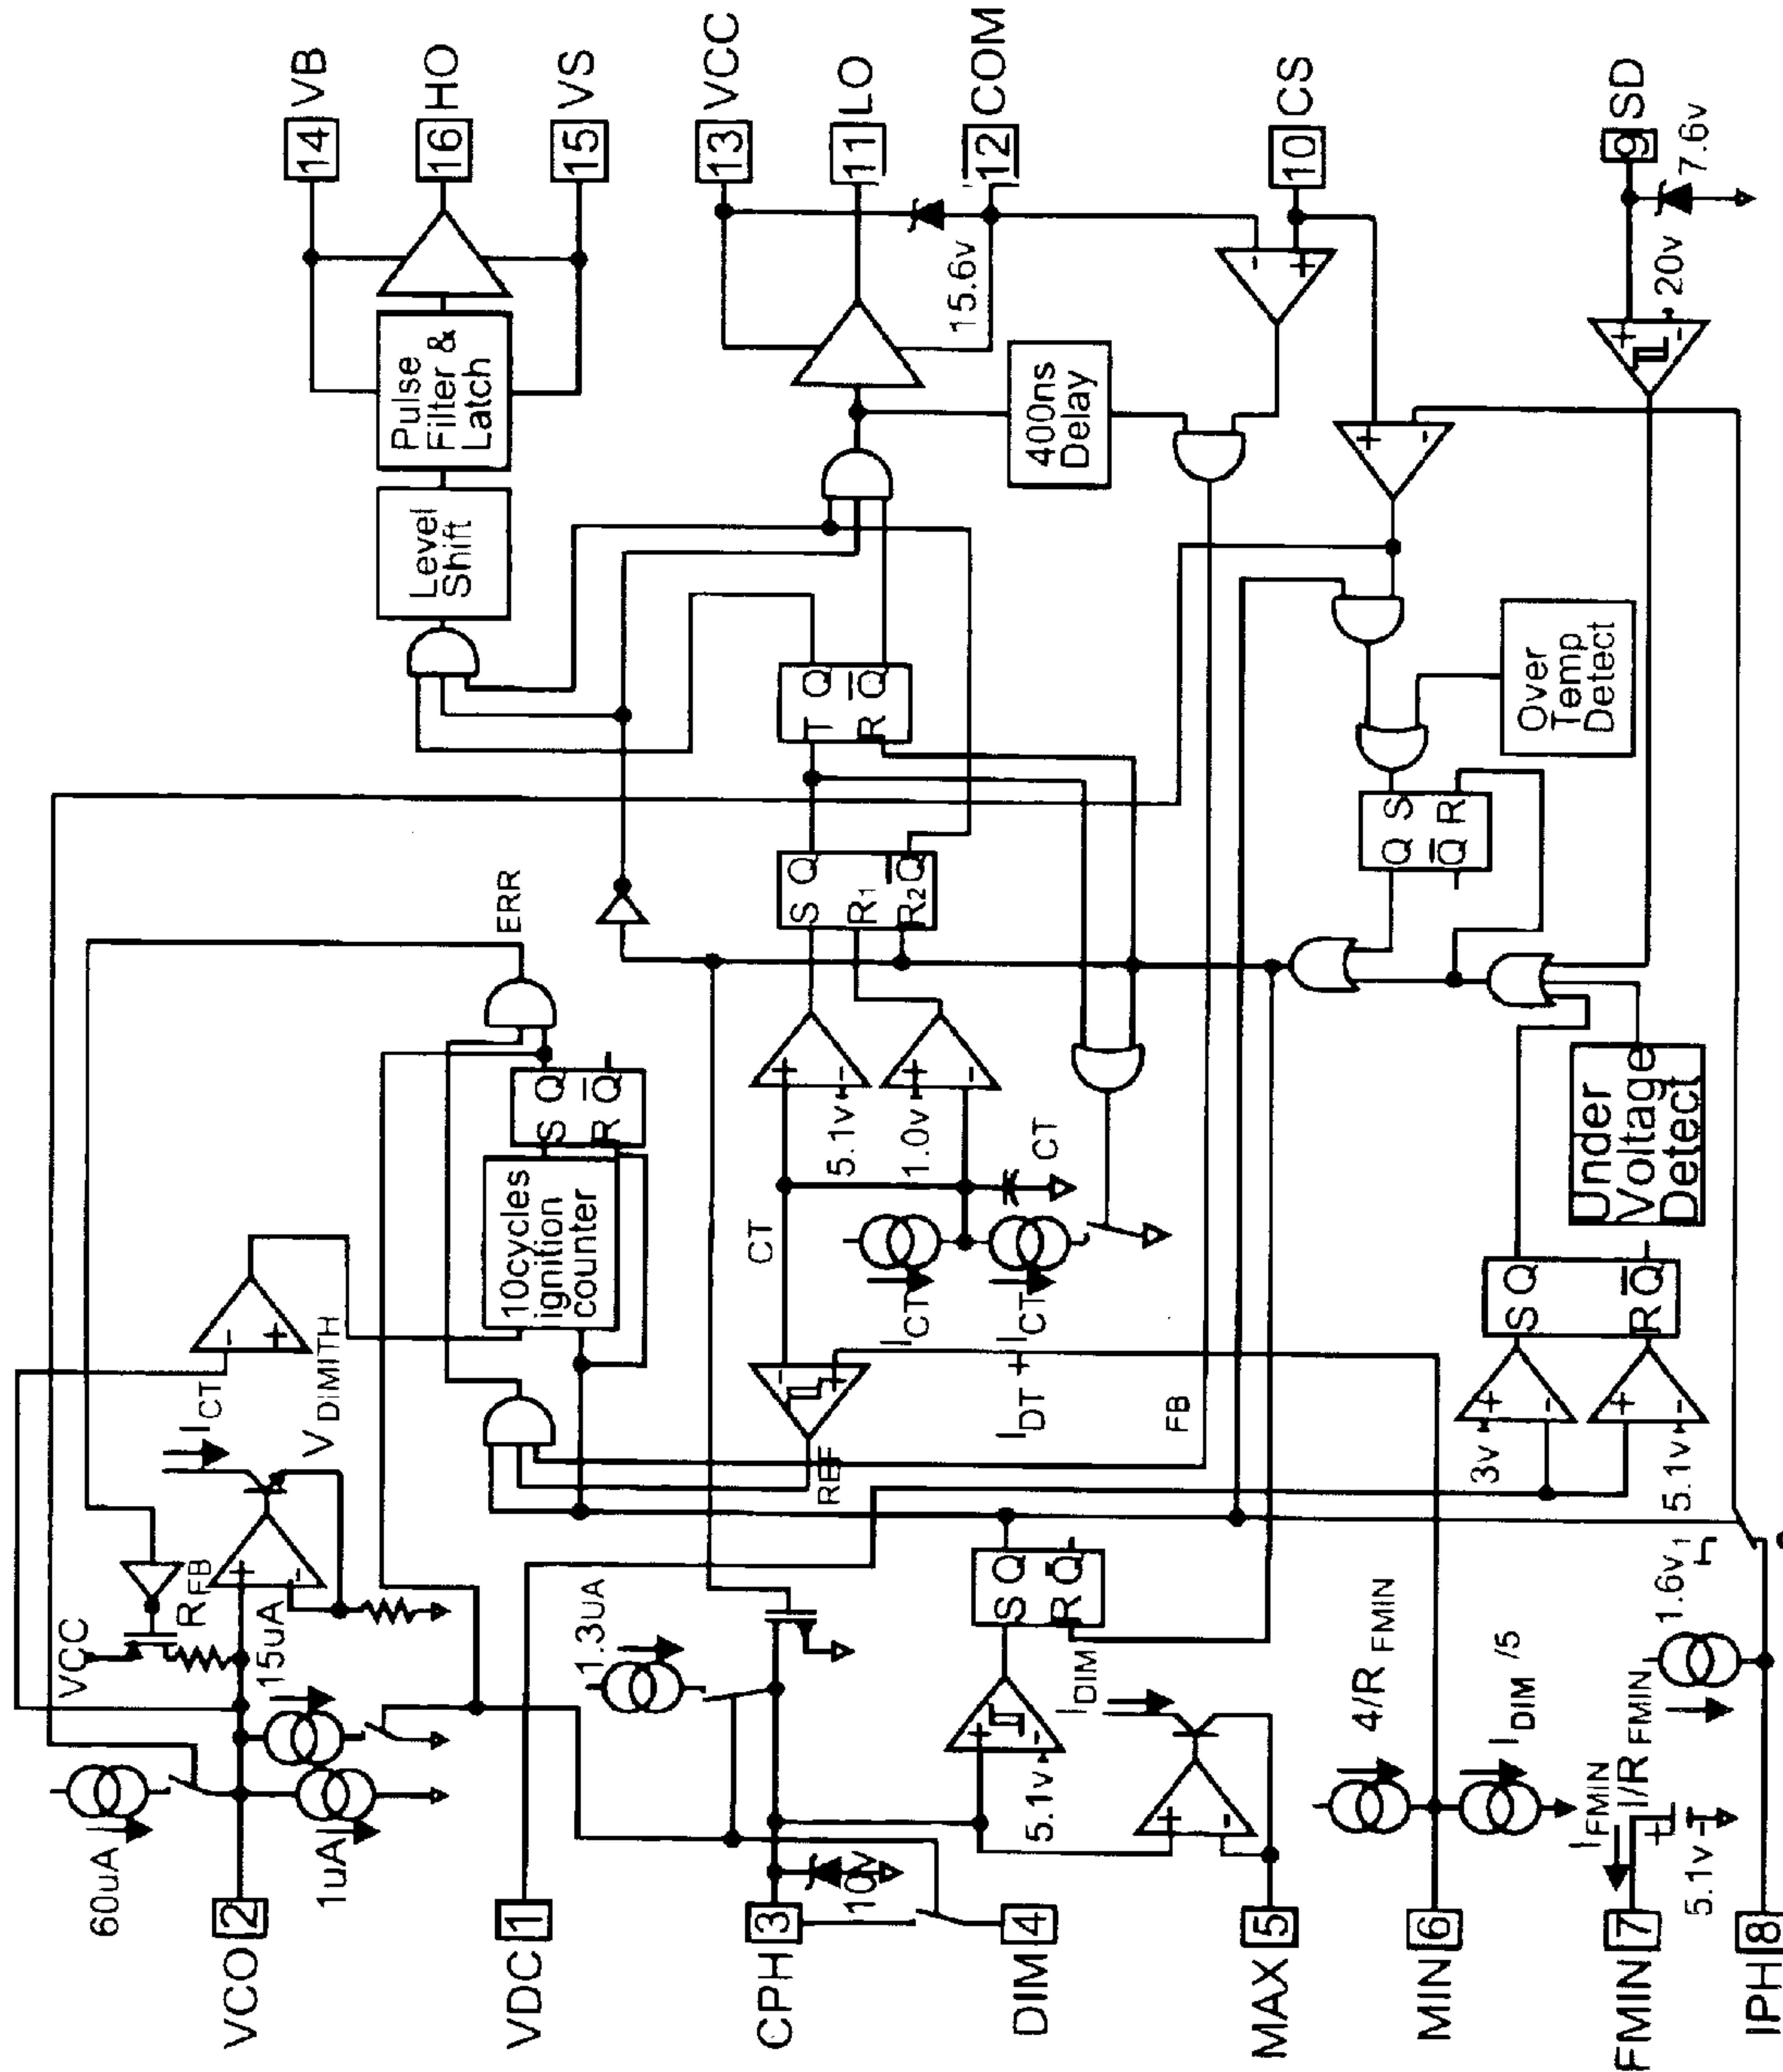 VB
14
HO
16
VS
15
VCC
13
LO
11
COM
12
CS
10
SD
9
7.6v
20v
Pulse
Filter &
Latch
Level
Shift
15.6v
400ns
Delay
+
-
Over
Temp
Detect
T Q
R Q
S Q
R1
R2 Q
Q S
Q R
ERR
S Q
R Q
10cycles
ignition
counter
5.1v
1.0v
CT
CT
ICT
IDT + ICT
FB
REF
Under
Voltage
Detect
S Q
R Q
3v
5.1v
VDIMITH
ICT
VCC
RFB
15uA
60uA
1uA
1.3uA
10v
5.1v
S Q
R Q
IDIM
4/RFMIN
IDIM /5
IFMIN
I/RFMIN
5.1v
1.6v
VCO 2
VDC 1
CPH 3
DIM 4
MAX 5
MIN 6
FMIN 7
IPH 8